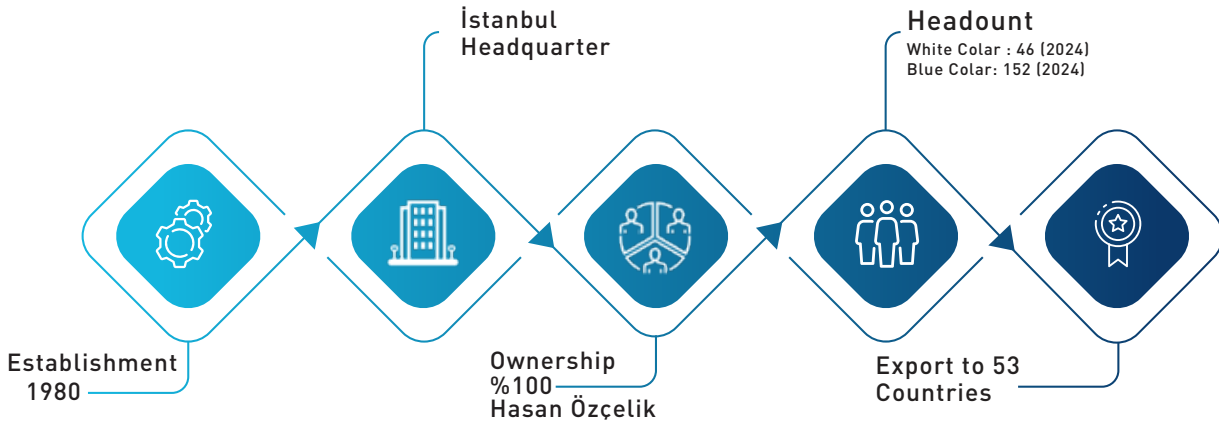 Establishment
1980
İstanbul
Headquarter
Ownership
%100
Hasan Özçelik
Headount
White Colar : 46 (2024)
Blue Colar: 152 (2024)
Export to 53
Countries